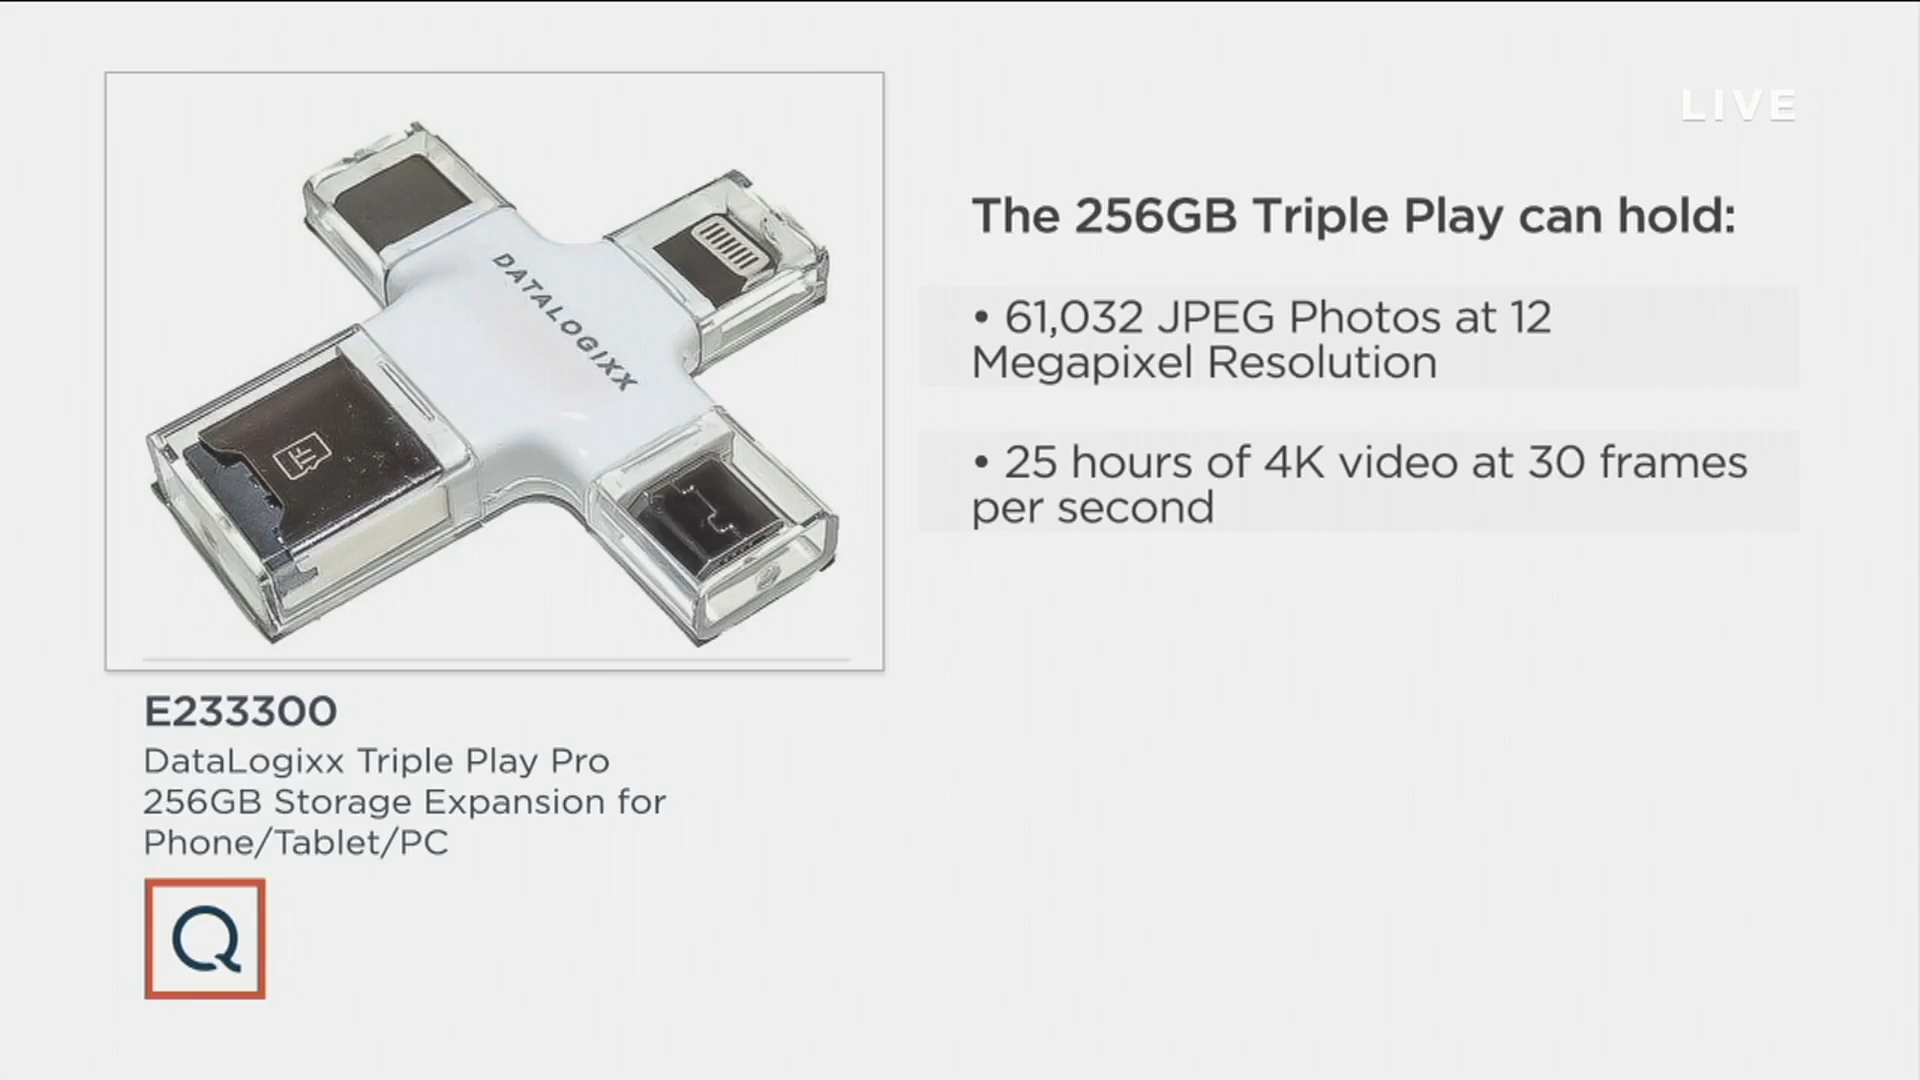 LIVE
DATALOGIXX
TF
The 256GB Triple Play can hold:
• 61,032 JPEG Photos at 12
Megapixel Resolution
• 25 hours of 4K video at 30 frames
per second
E233300
DataLogixx Triple Play Pro
256GB Storage Expansion for
Phone/Tablet/PC
Q